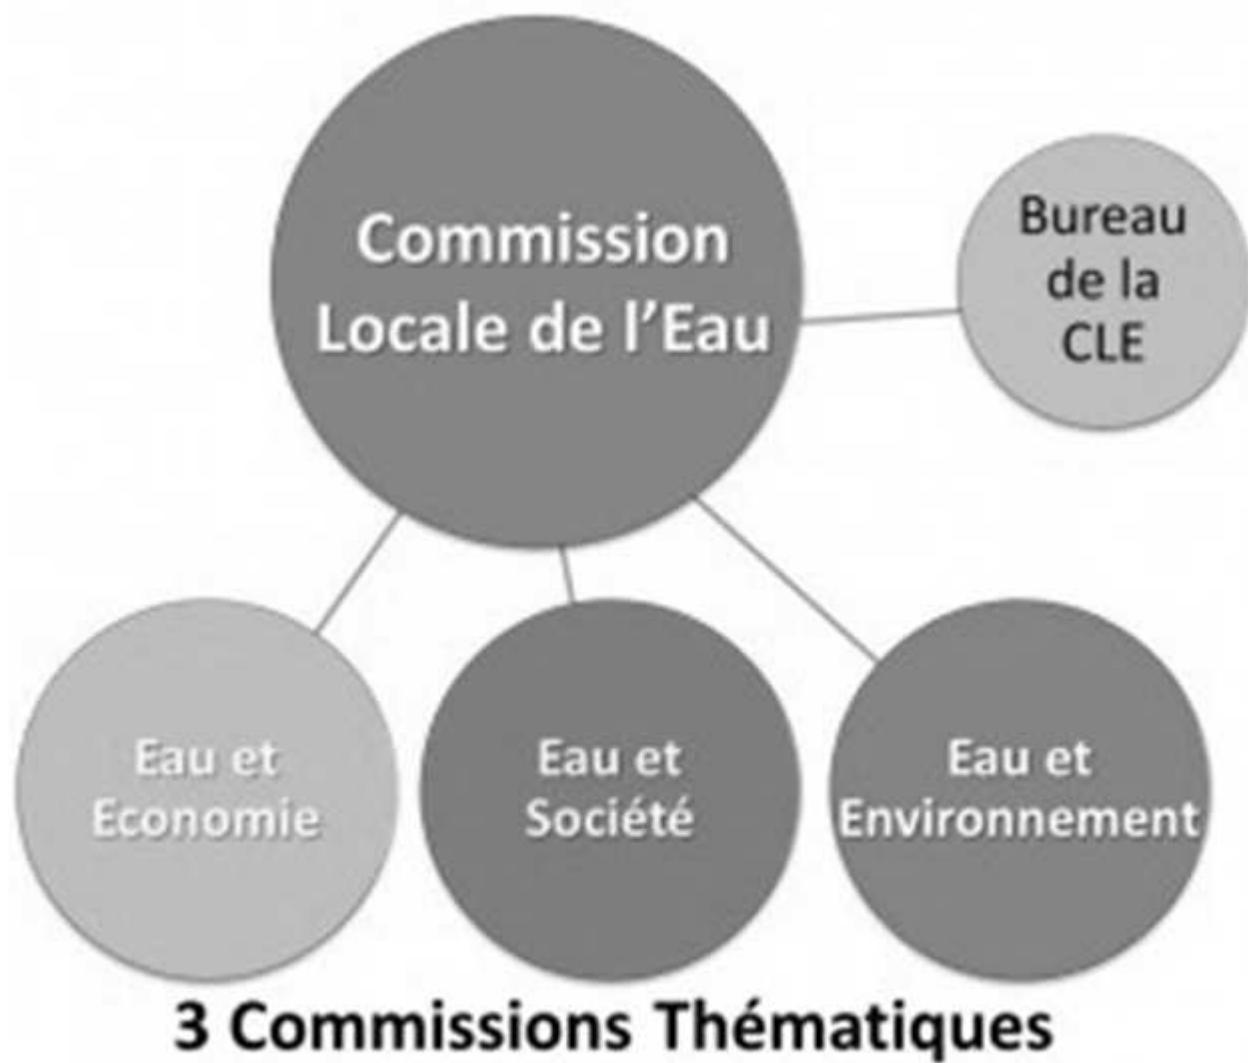 Commission
Locale de l’Eau
Bureau
de la
CLE
Eau et
Economie
Eau et
Société
Eau et
Environnement
3 Commissions Thématiques